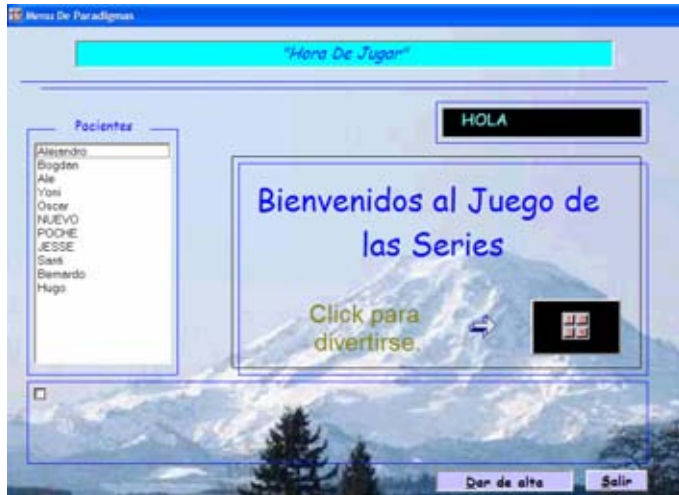 Menu De Paradigmas
"Hora De Jugar"
HOLA
Pacientes
Alejandro
Bogdan
Ale
Yoni
Oscar
NUEVO
POCHE
JESSE
Santi
Bernardo
Hugo
Bienvenidos al Juego de
las Series
Click para
divertirse.
Dar de alta
Salir